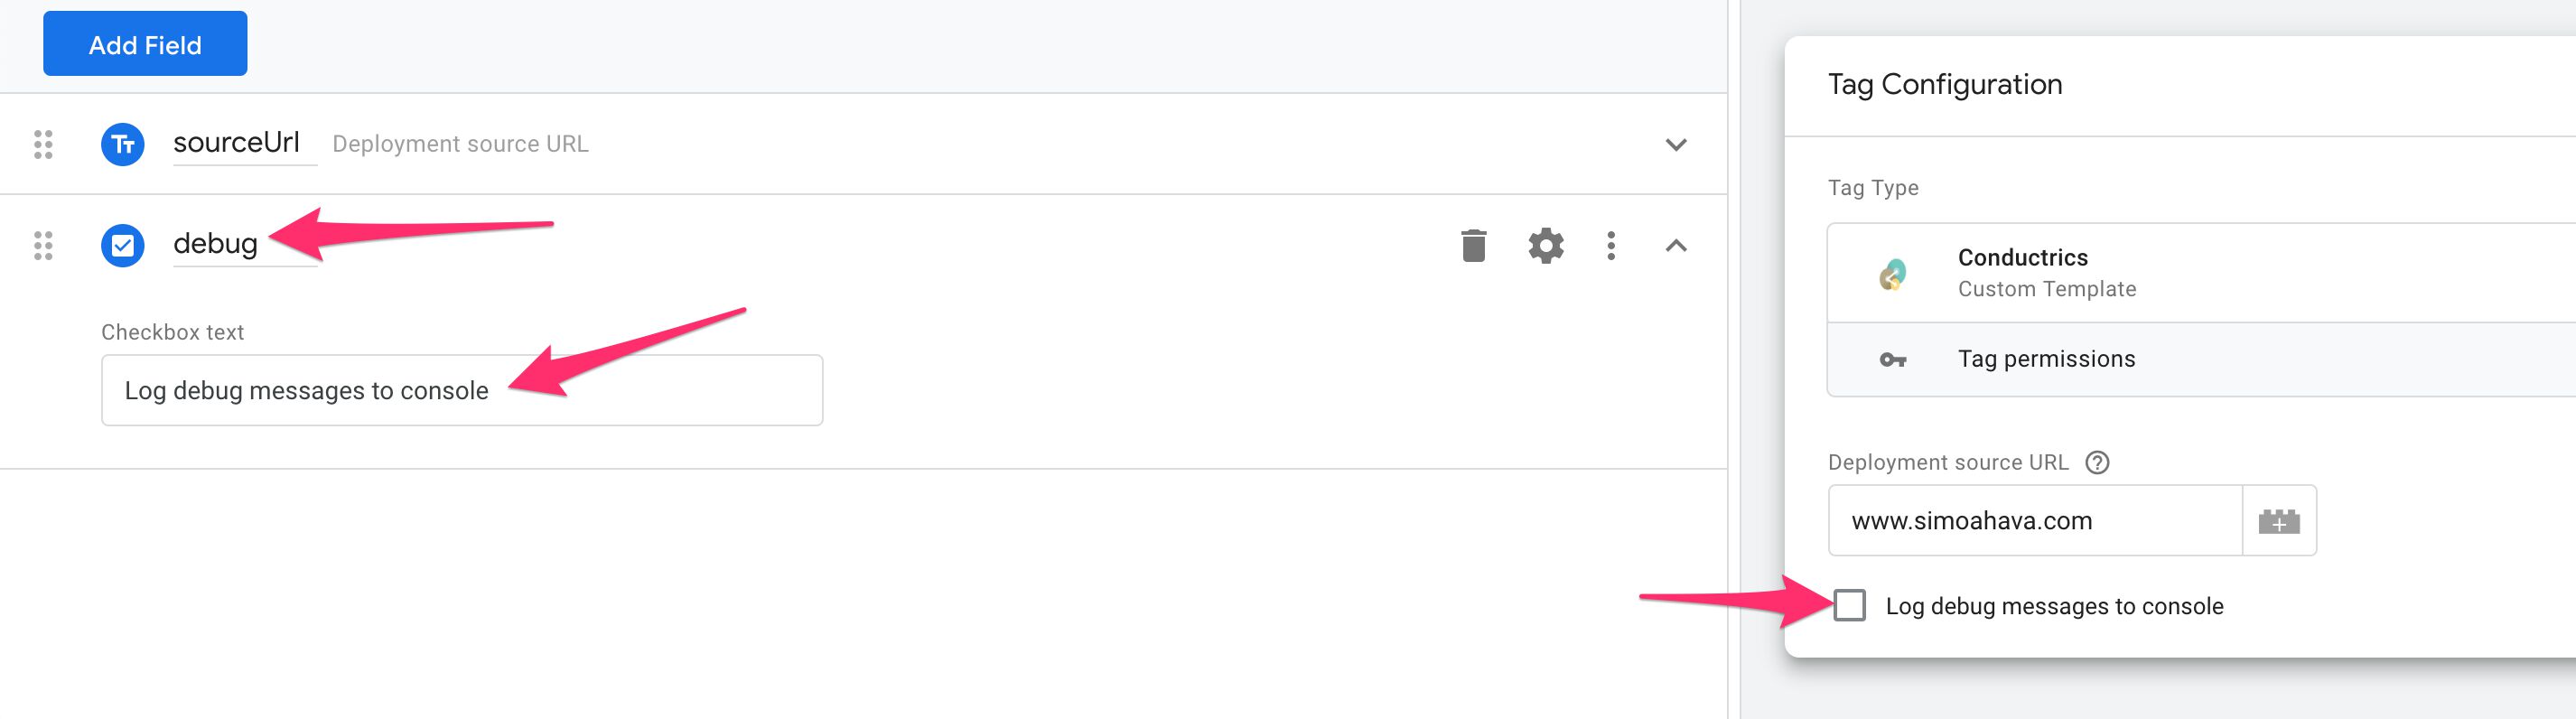 Add Field
sourceUrl Deployment source URL
debug
Checkbox text
Log debug messages to console
Tag Configuration
Tag Type
Conductrics
Custom Template
Tag permissions
Deployment source URL
www.simoahava.com
Log debug messages to console